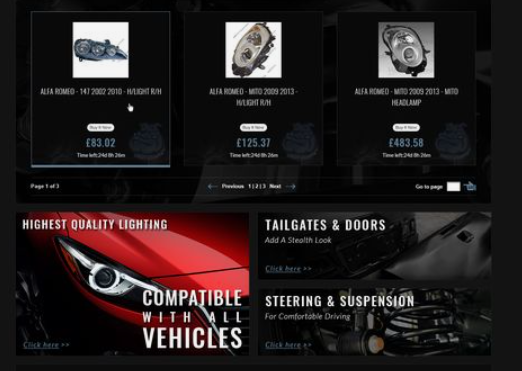 ALFA ROMEO - 147 2002 2010 - H/LIGHT R/H
Buy It Now
£83.02
Time left:24d 8h 26m
ALFA ROMEO - MITO 2009 2013 -
H/LIGHT R/H
Buy It Now
£125.37
Time left:24d 8h 26m
ALFA ROMEO - MITO 2009 2013 - MITO
HEADLAMP
Buy It Now
£483.58
Time left:24d 8h 26m
Page 1 of 3
Previous 1 | 2 | 3 Next
Go to page
HIGHEST QUALITY LIGHTING
COMPATIBLE
WITH ALL
VEHICLES
Click here >>
TAILGATES & DOORS
Add A Stealth Look
Click here >>
STEERING & SUSPENSION
For Comfortable Driving
Click here >>